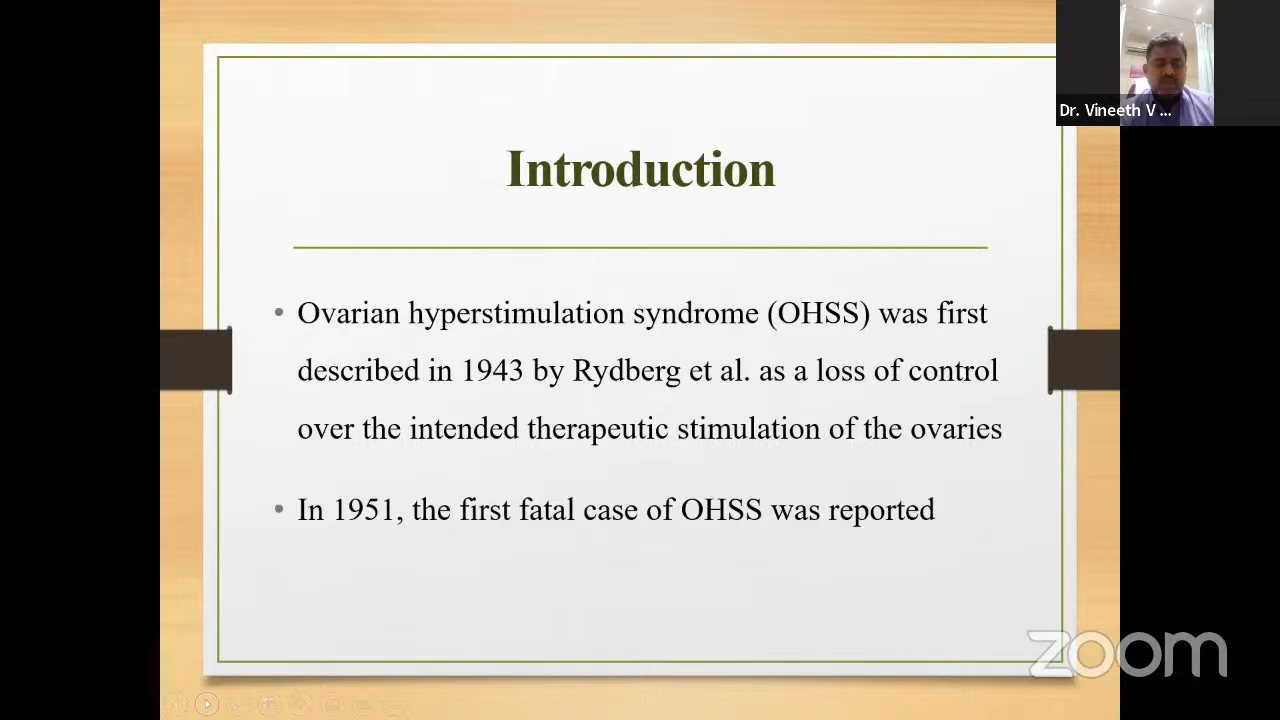 Dr. Vineeth V ...
Introduction
• Ovarian hyperstimulation syndrome (OHSS) was first
described in 1943 by Rydberg et al. as a loss of control
over the intended therapeutic stimulation of the ovaries
• In 1951, the first fatal case of OHSS was reported
zoom